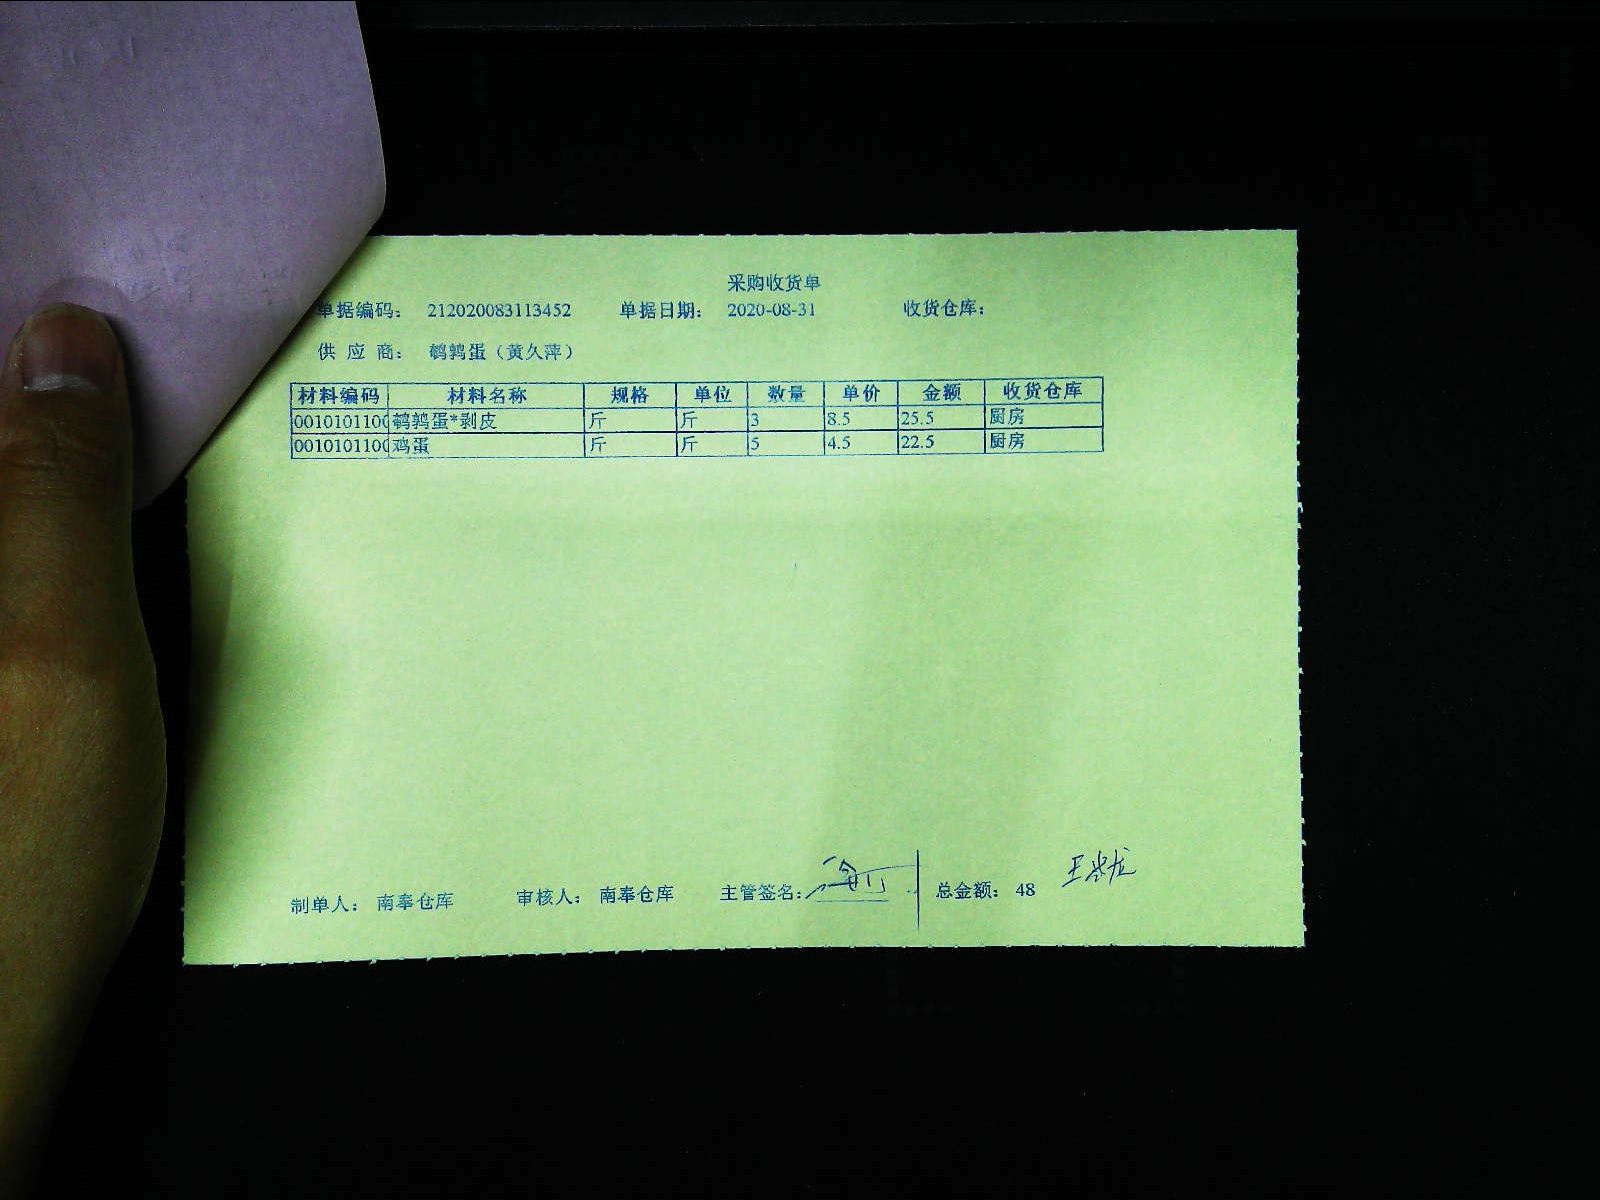 采购收货单
单据编码： 212020083113452 单据日期： 2020-08-31 收货仓库：
供 应 商： 鹌鹑蛋（黄久萍）
材料编码 材料名称 规格 单位 数量 单价 金额 收货仓库
0010101100 鹌鹑蛋*剥皮 斤 斤 3 8.5 25.5 厨房
0010101100 鸡蛋 斤 斤 5 4.5 22.5 厨房
制单人： 南奉仓库 审核人： 南奉仓库 主管签名： 总金额： 48